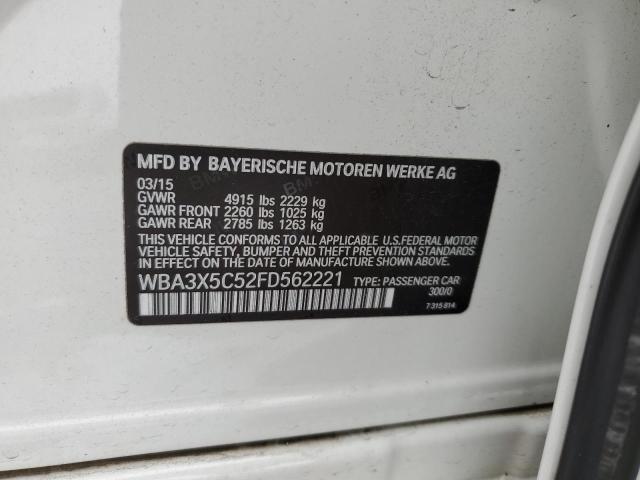 MFD BY BAYERISCHE MOTOREN WERKE AG
03/15
GVWR 4915 lbs 2229 kg
GAWR FRONT 2260 lbs 1025 kg
GAWR REAR 2785 lbs 1263 kg
THIS VEHICLE CONFORMS TO ALL APPLICABLE U.S.FEDERAL MOTOR
VEHICLE SAFETY, BUMPER, AND THEFT PREVENTION STANDARDS
IN EFFECT ON THE DATE OF MANUFACTURE SHOWN ABOVE.
WBA3X5C52FD562221 TYPE: PASSENGER CAR
300/0
7 315 814